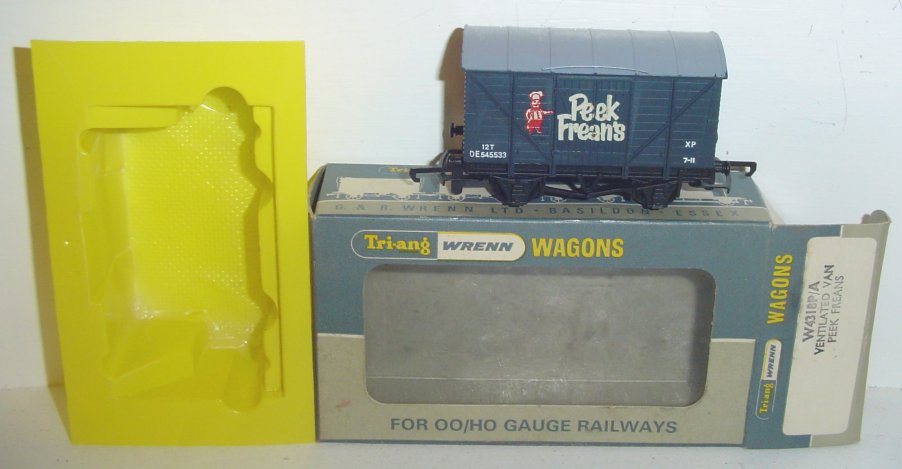 Peek
Frean's
12T
DE545533
XP
7-11
G. & R. WRENN LTD · BASILDON · ESSEX
Tri-ang WRENN WAGONS
FOR OO/HO GAUGE RAILWAYS
Tri-ang WRENN WAGONS
W4318P/A
VENTILATED VAN
PEEK FREANS